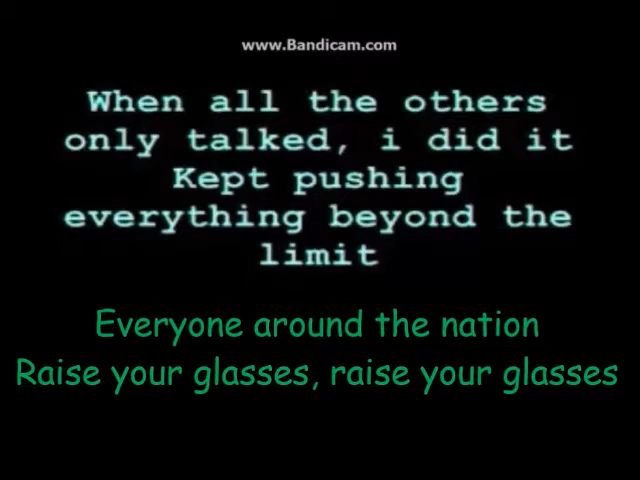 www.Bandicam.com
When all the others
only talked, i did it
Kept pushing
everything beyond the
limit
Everyone around the nation
Raise your glasses, raise your glasses